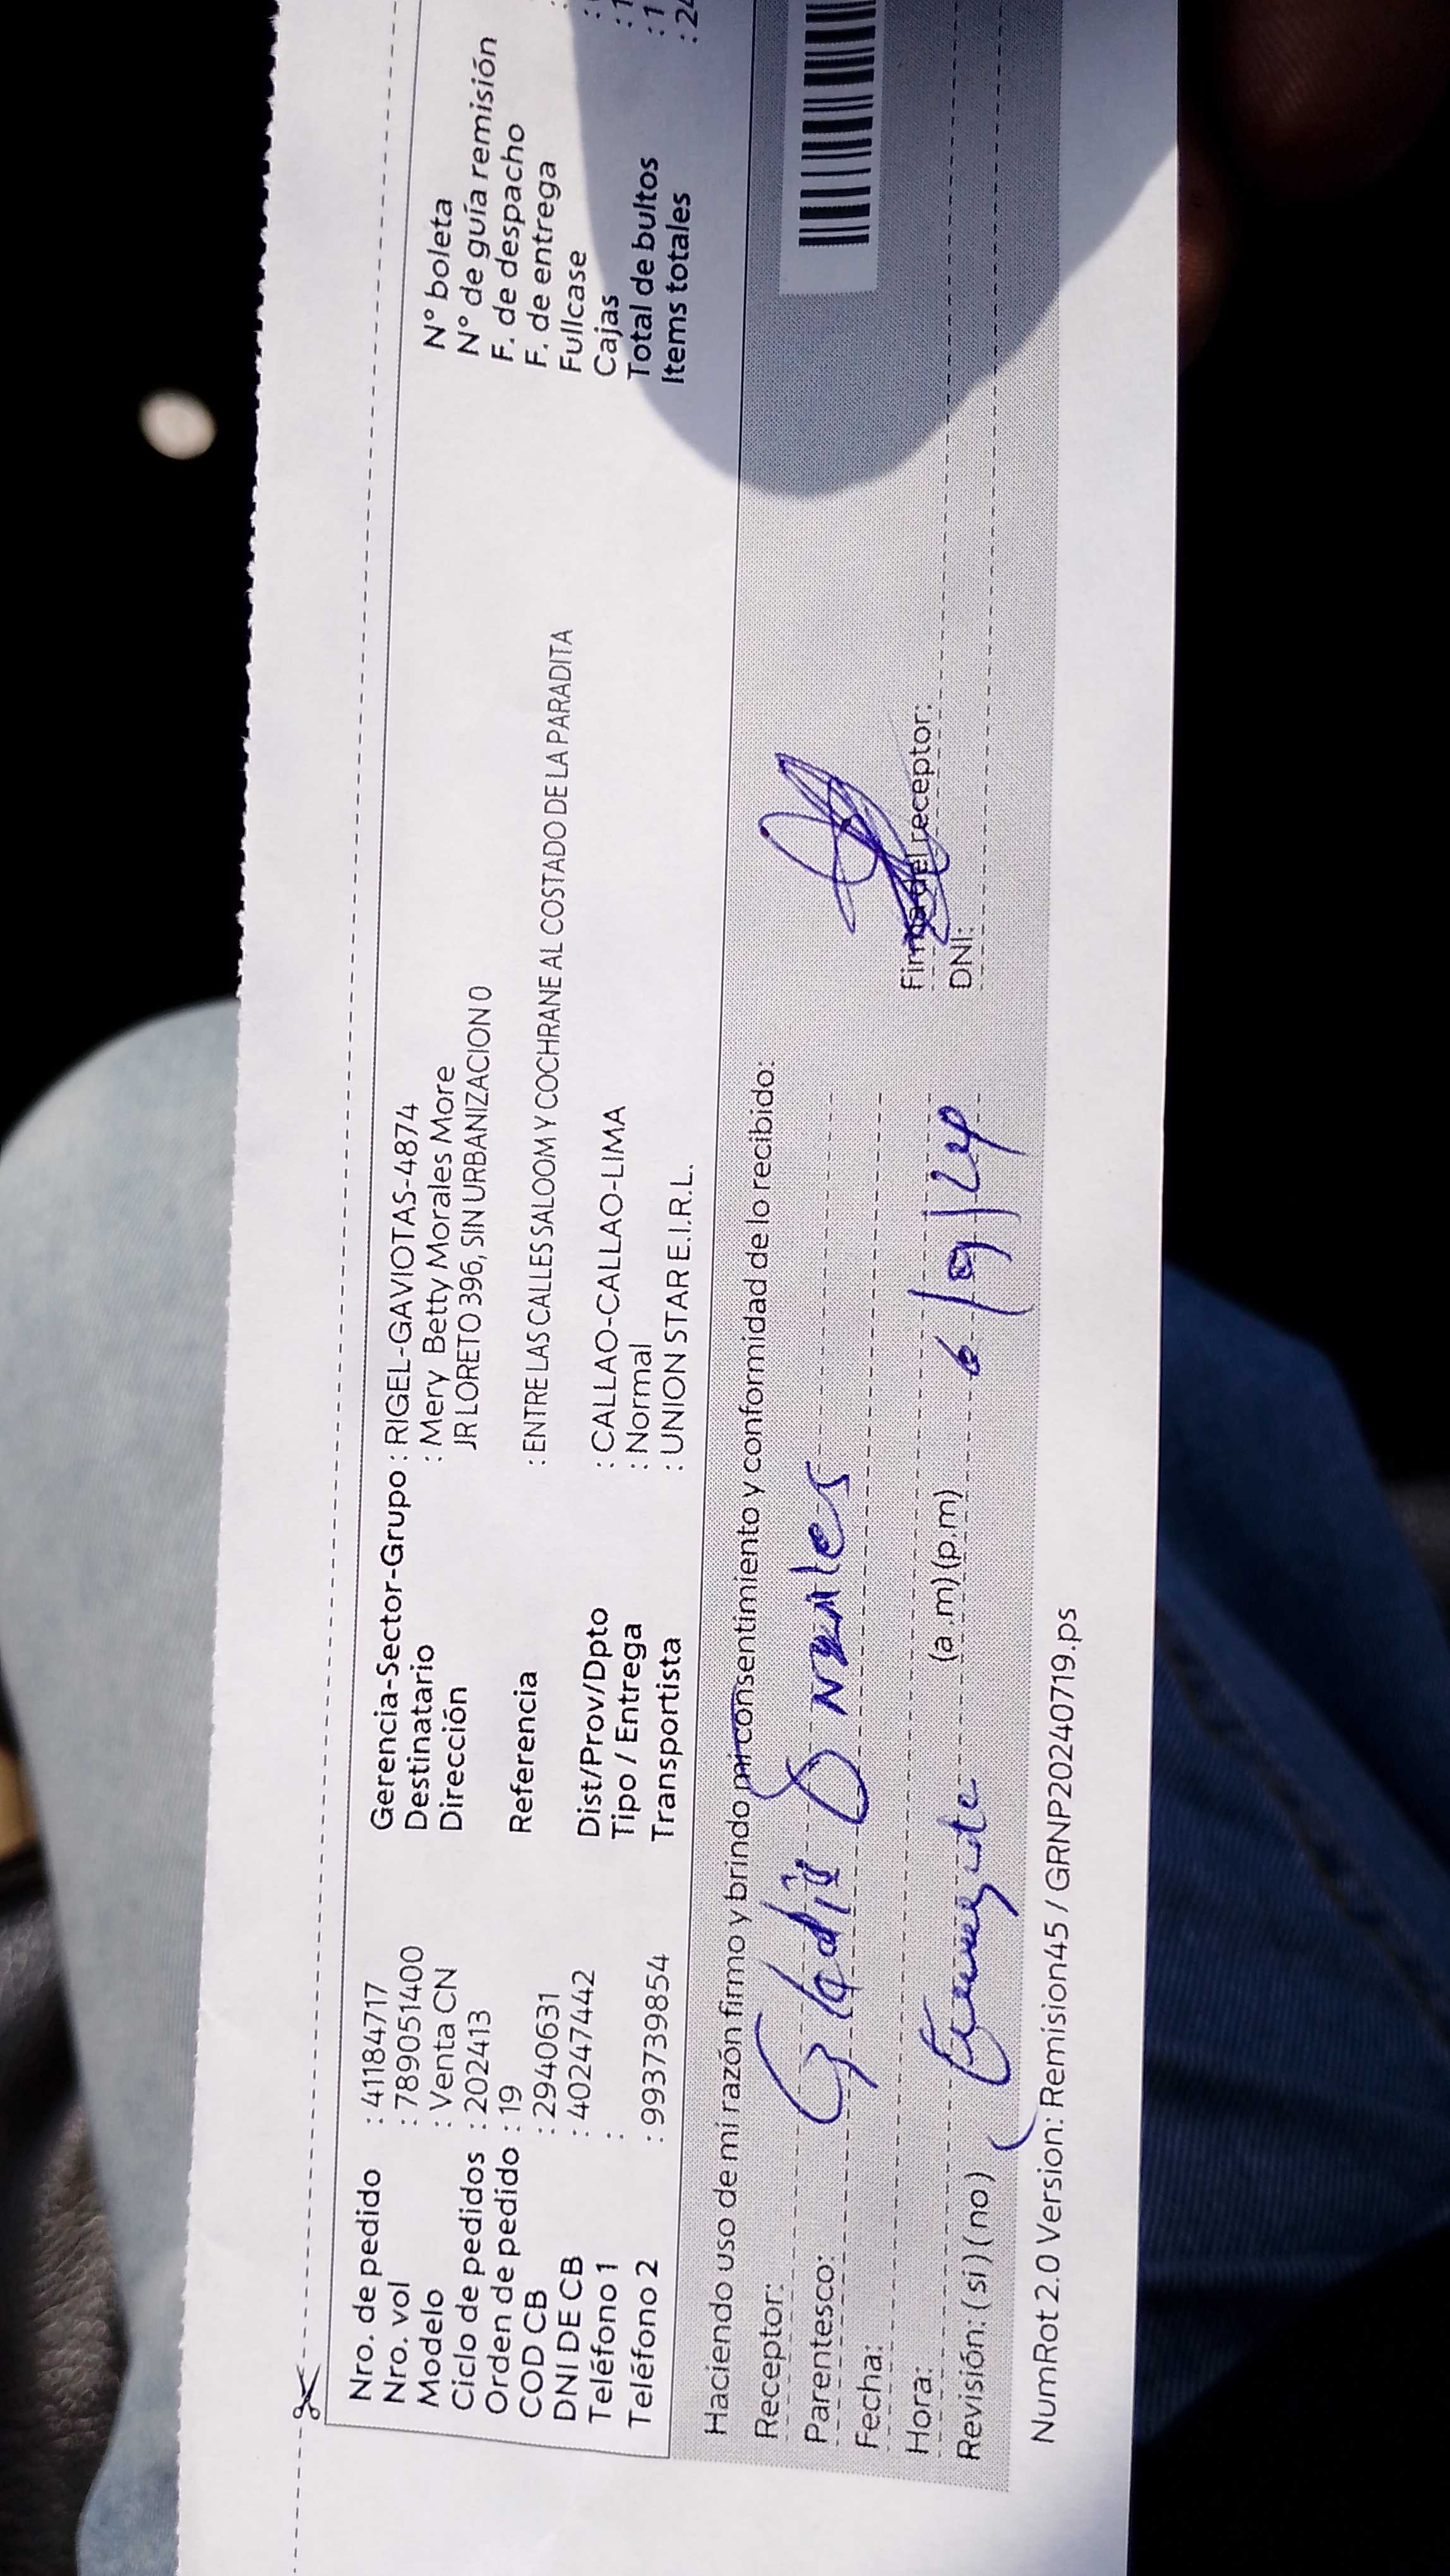 Nro. de pedido : 41184717
Nro. vol : 789051400
Modelo : Venta CN
Ciclo de pedidos : 202413
Orden de pedido : 19
COD CB : 2940631
DNI DE CB : 40247442
Teléfono 1 :
Teléfono 2 : 993739854
Gerencia-Sector-Grupo : RIGEL-GAVIOTAS-4874
Destinatario : Mery Betty Morales More
Dirección JR LORETO 396, SIN URBANIZACION 0
Referencia : ENTRE LAS CALLES SALOOM Y COCHRANE AL COSTADO DE LA PARADITA
Dist/Prov/Dpto : CALLAO-CALLAO-LIMA
Tipo / Entrega : Normal
Transportista : UNION STAR E.I.R.L.
N° boleta
N° de guía remisión
F. de despacho
F. de entrega :
Fullcase
Cajas :
Total de bultos : 1
Items totales : 24
Haciendo uso de mi razón firmo y brindo mi consentimiento y conformidad de lo recibido:
Receptor:
Parentesco:
Fecha:
Hora: (a .m) (p.m)
Revisión: ( si ) ( no )
Firma del receptor:
DNI:
NumRot 2.0 Version: Remision45 / GRNP20240719.ps